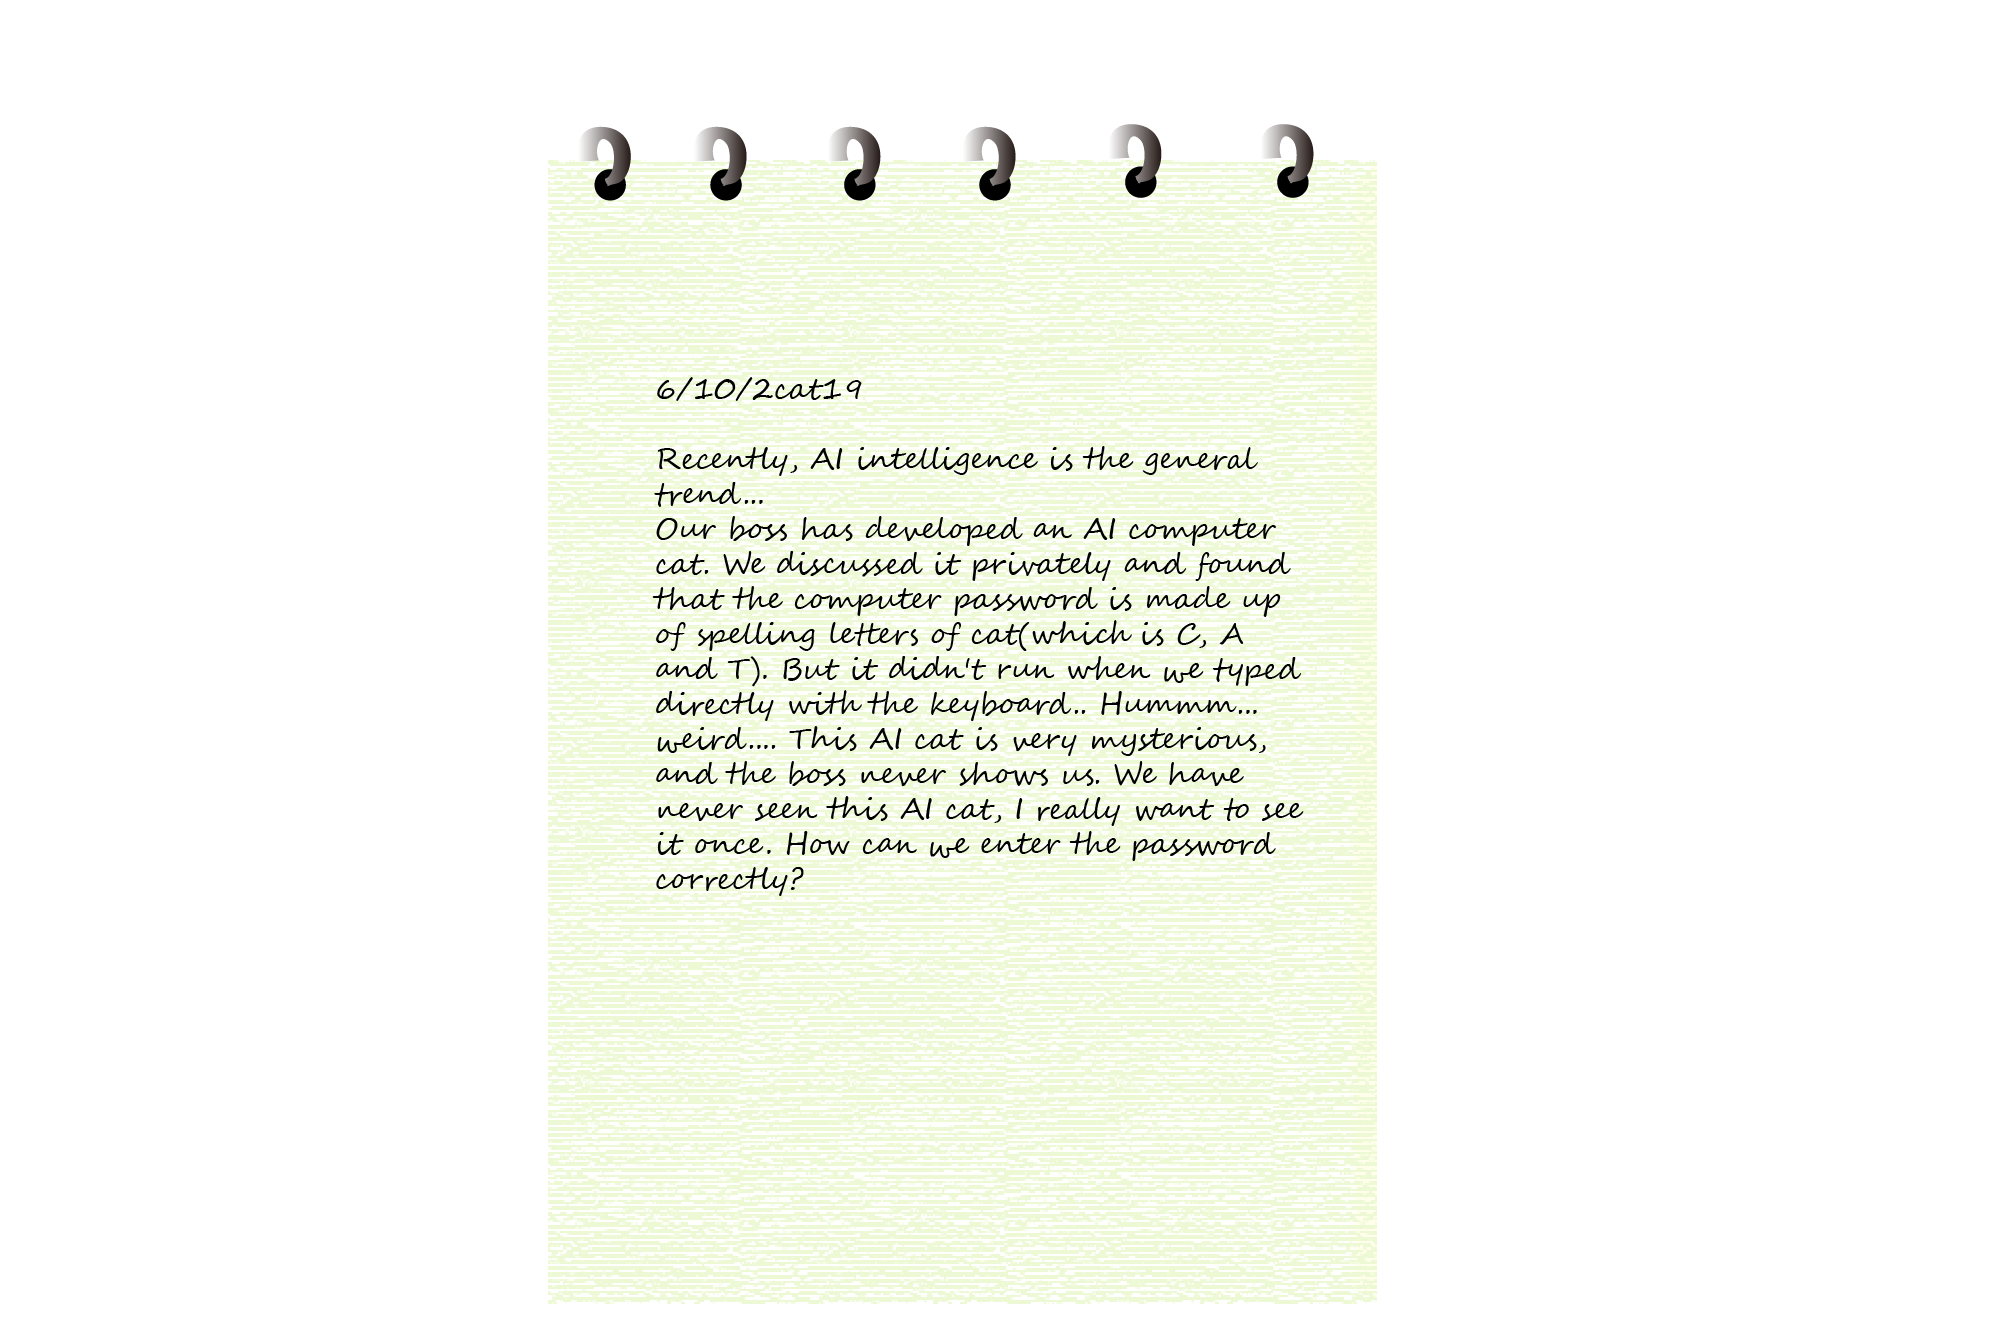 6/10/2cat19
Recently, AI intelligence is the general
trend...
Our boss has developed an AI computer
cat. We discussed it privately and found
that the computer password is made up
of spelling letters of cat(which is C, A
and T). But it didn't run when we typed
directly with the keyboard.. Hummm...
weird.... This AI cat is very mysterious,
and the boss never shows us. We have
never seen this AI cat, I really want to see
it once. How can we enter the password
correctly?